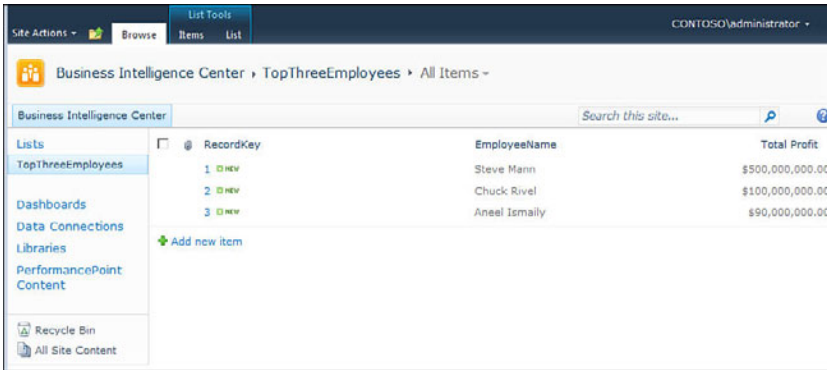 List Tools
Site Actions Browse Items List CONTOSO\administrator
Business Intelligence Center TopThreeEmployees All Items
Business Intelligence Center Search this site...
Lists RecordKey EmployeeName Total Profit
TopThreeEmployees 1 NEW Steve Mann $500,000,000.00
2 NEW Chuck Rivel $100,000,000.00
Dashboards 3 NEW Aneel Ismaily $90,000,000.00
Data Connections
Libraries Add new item
PerformancePoint
Content
Recycle Bin
All Site Content